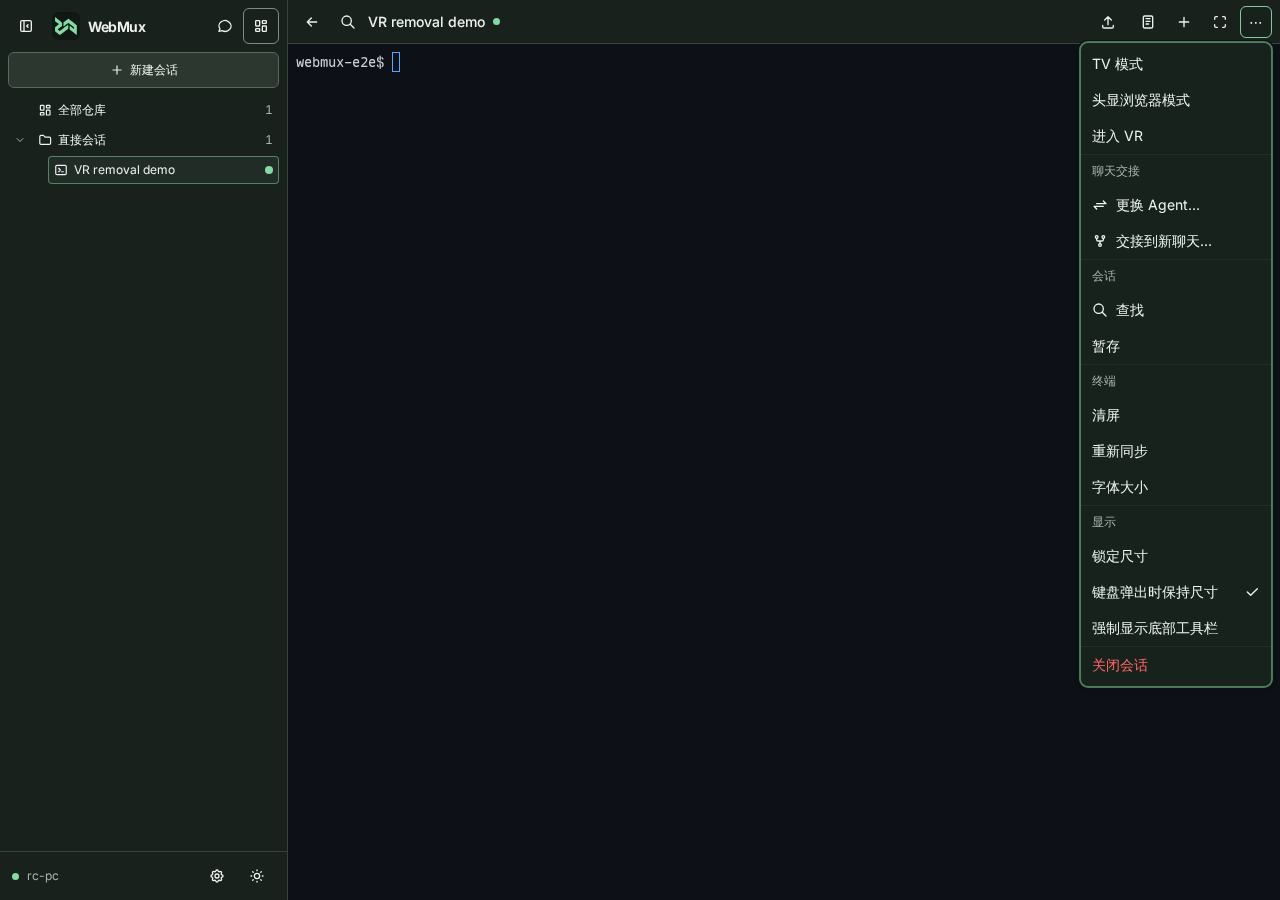 WebMux
新建会话
全部仓库 1
直接会话 1
VR removal demo
rc-pc
VR removal demo
webmux-e2e$
TV 模式
头显浏览器模式
进入 VR
聊天交接
更换 Agent...
交接到新聊天...
会话
查找
暂存
终端
清屏
重新同步
字体大小
显示
锁定尺寸
键盘弹出时保持尺寸
强制显示底部工具栏
关闭会话